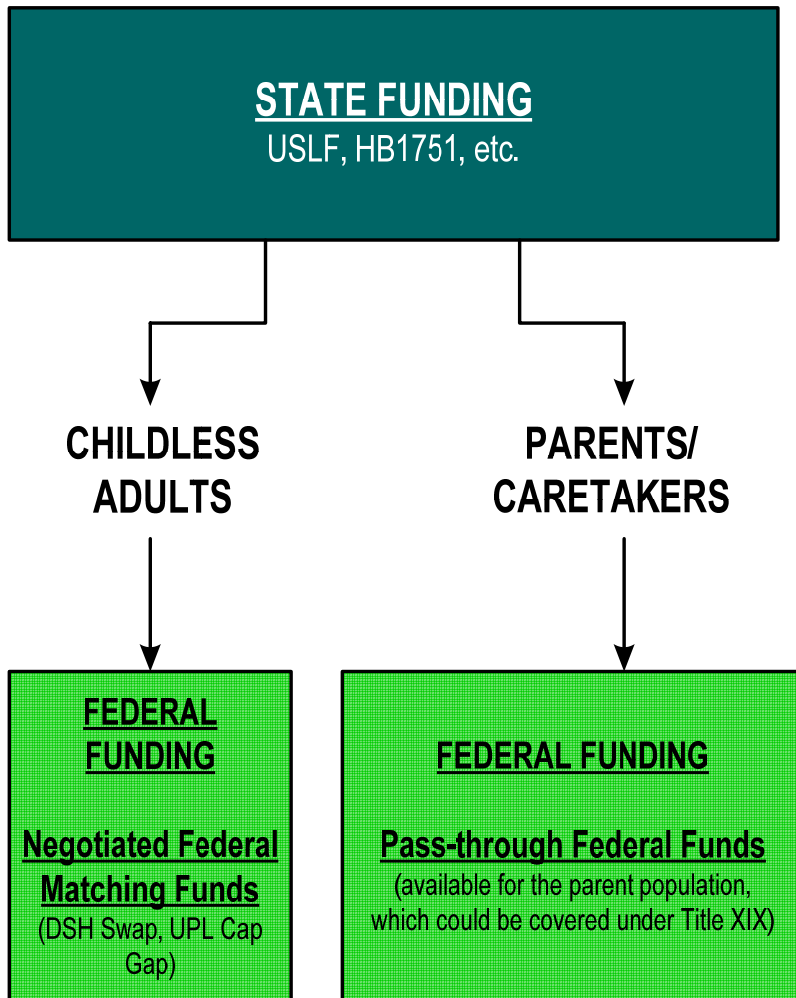 STATE FUNDING
USLF, HB1751, etc.
CHILDLESS
ADULTS
PARENTS/
CARETAKERS
FEDERAL
FUNDING
Negotiated Federal
Matching Funds
(DSH Swap, UPL Cap
Gap)
FEDERAL FUNDING
Pass-through Federal Funds
(available for the parent population,
which could be covered under Title XIX)